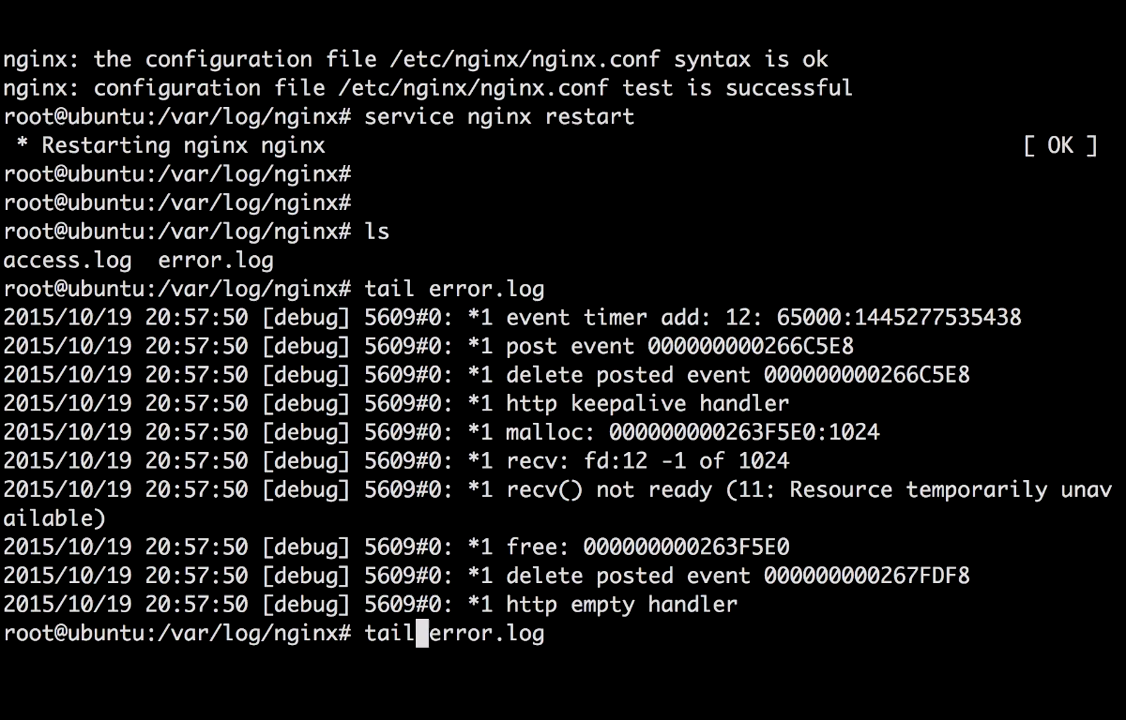 nginx: the configuration file /etc/nginx/nginx.conf syntax is ok
nginx: configuration file /etc/nginx/nginx.conf test is successful
root@ubuntu:/var/log/nginx# service nginx restart
 * Restarting nginx nginx [ OK ]
root@ubuntu:/var/log/nginx#
root@ubuntu:/var/log/nginx#
root@ubuntu:/var/log/nginx# ls
access.log  error.log
root@ubuntu:/var/log/nginx# tail error.log
2015/10/19 20:57:50 [debug] 5609#0: *1 event timer add: 12: 65000:1445277535438
2015/10/19 20:57:50 [debug] 5609#0: *1 post event 000000000266C5E8
2015/10/19 20:57:50 [debug] 5609#0: *1 delete posted event 000000000266C5E8
2015/10/19 20:57:50 [debug] 5609#0: *1 http keepalive handler
2015/10/19 20:57:50 [debug] 5609#0: *1 malloc: 000000000263F5E0:1024
2015/10/19 20:57:50 [debug] 5609#0: *1 recv: fd:12 -1 of 1024
2015/10/19 20:57:50 [debug] 5609#0: *1 recv() not ready (11: Resource temporarily unav
ailable)
2015/10/19 20:57:50 [debug] 5609#0: *1 free: 000000000263F5E0
2015/10/19 20:57:50 [debug] 5609#0: *1 delete posted event 000000000267FDF8
2015/10/19 20:57:50 [debug] 5609#0: *1 http empty handler
root@ubuntu:/var/log/nginx# tail error.log